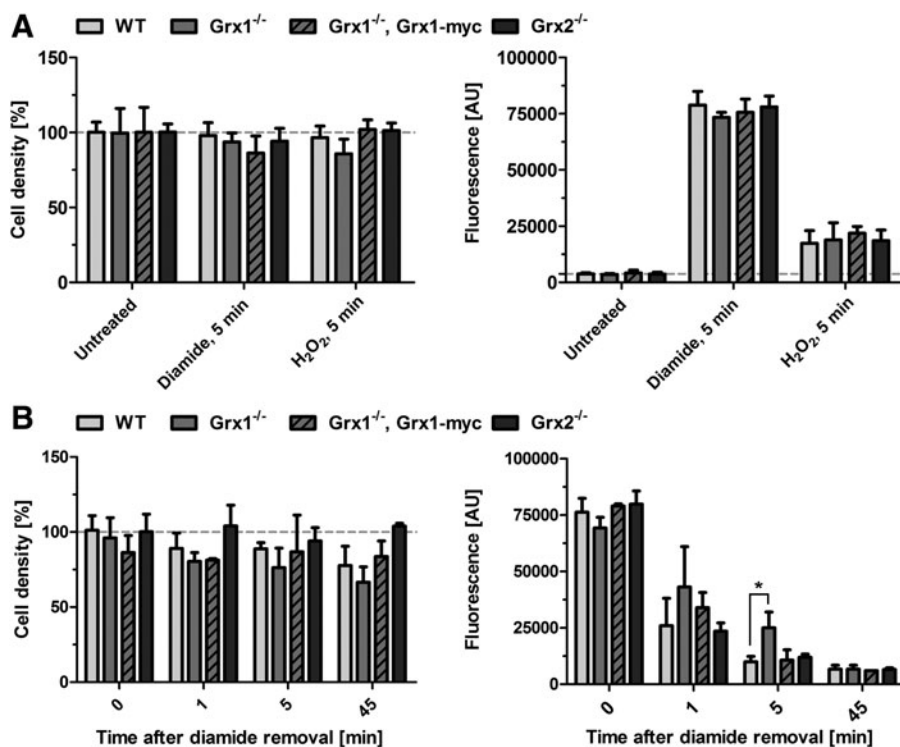 A
WT Grx1-/- Grx1-/-, Grx1-myc Grx2-/-
Cell density [%]
150
100
50
0
Untreated
Diamide, 5 min
H2O2, 5 min
Fluorescence [AU]
100000
75000
50000
25000
0
Untreated
Diamide, 5 min
H2O2, 5 min
B
WT Grx1-/- Grx1-/-, Grx1-myc Grx2-/-
Cell density [%]
150
100
50
0
0 1 5 45
Time after diamide removal [min]
Fluorescence [AU]
100000
75000
50000
25000
0
*
0 1 5 45
Time after diamide removal [min]